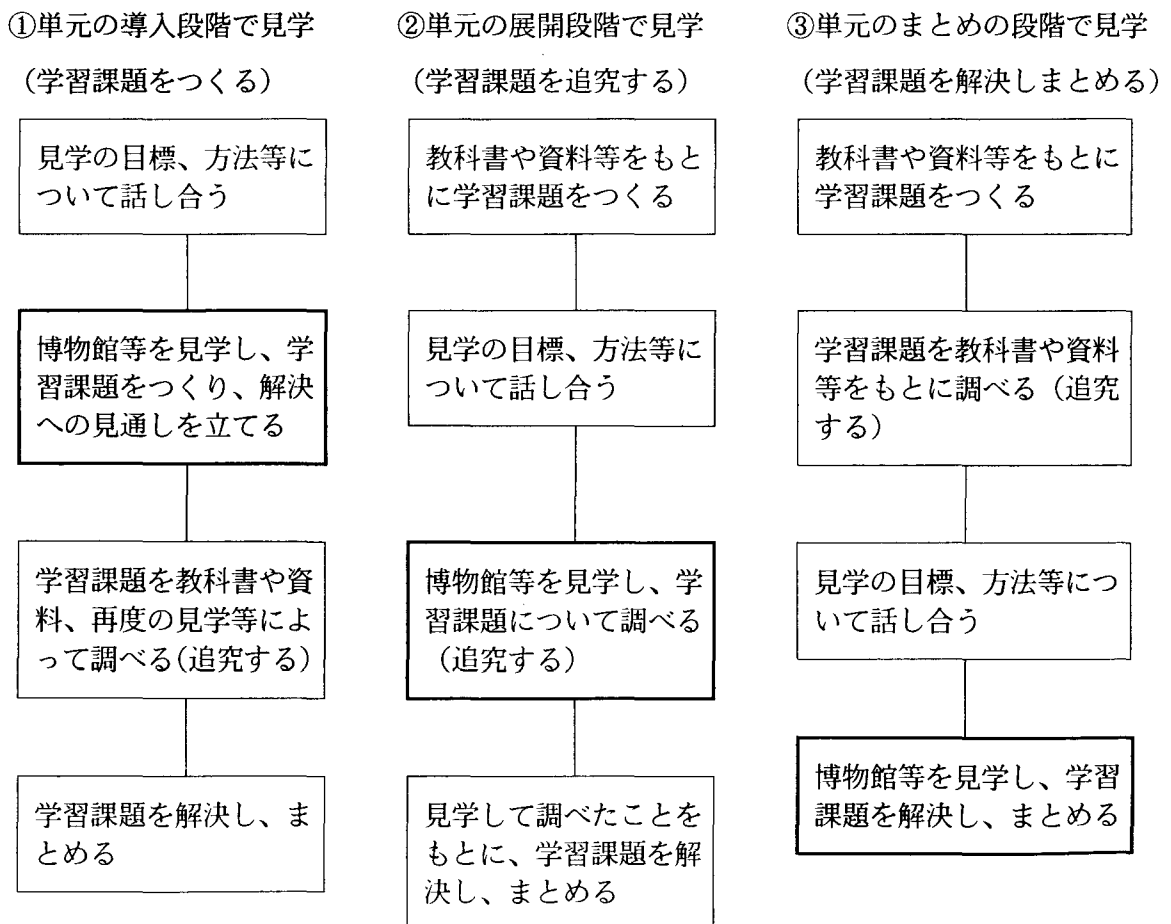 ①単元の導入段階で見学
(学習課題をつくる)
見学の目標、方法等に
ついて話し合う
博物館等を見学し、学
習課題をつくり、解決
への見通しを立てる
学習課題を教科書や資
料、再度の見学等によ
って調べる(追究する)
学習課題を解決し、ま
とめる
②単元の展開段階で見学
(学習課題を追究する)
教科書や資料等をもと
に学習課題をつくる
見学の目標、方法等に
ついて話し合う
博物館等を見学し、学
習課題について調べる
(追究する)
見学して調べたことを
もとに、学習課題を解
決し、まとめる
③単元のまとめの段階で見学
(学習課題を解決しまとめる)
教科書や資料等をもとに
学習課題をつくる
学習課題を教科書や資料
等をもとに調べる(追究
する)
見学の目標、方法等につ
いて話し合う
博物館等を見学し、学習
課題を解決し、まとめる